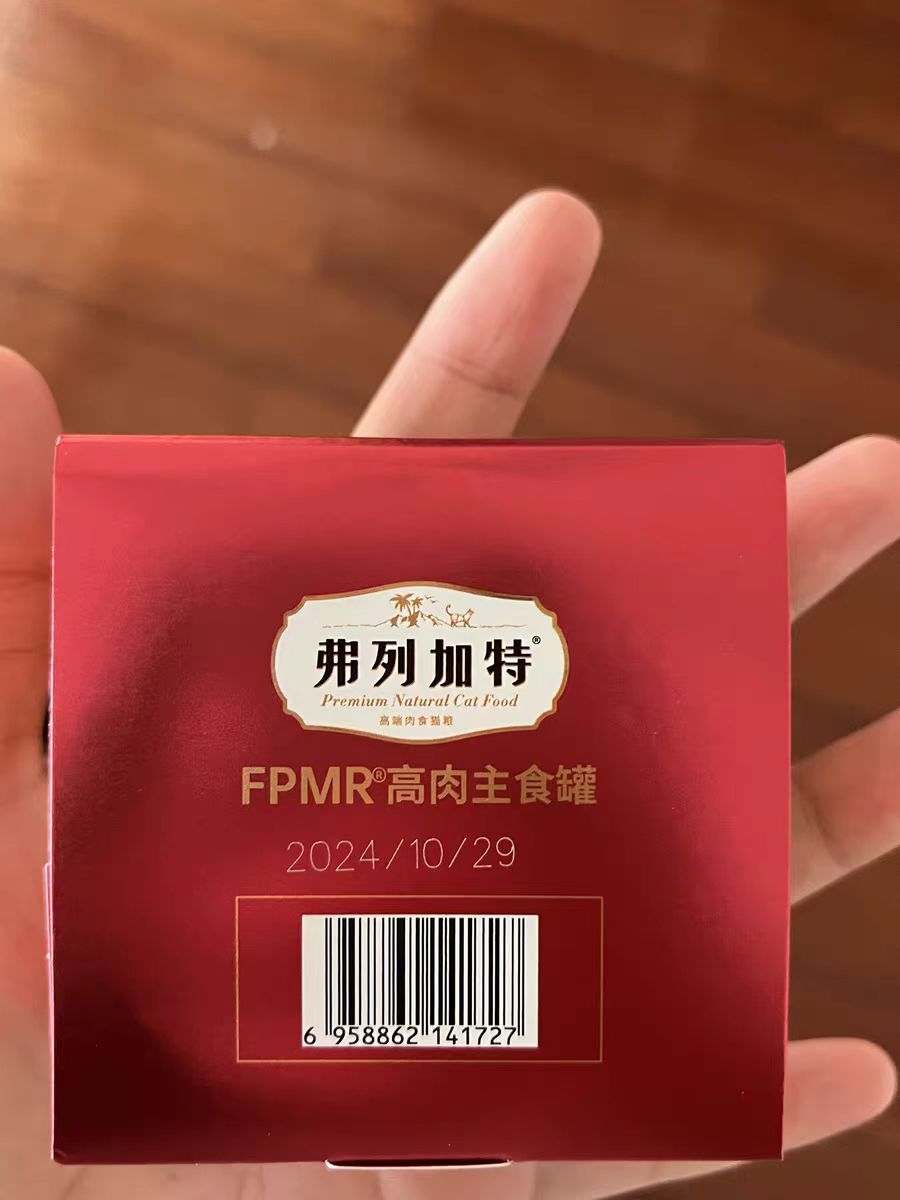 弗列加特®
Premium Natural Cat Food
高端肉食猫粮
FPMR®高肉主食罐
2024/10/29
6 958862 141727